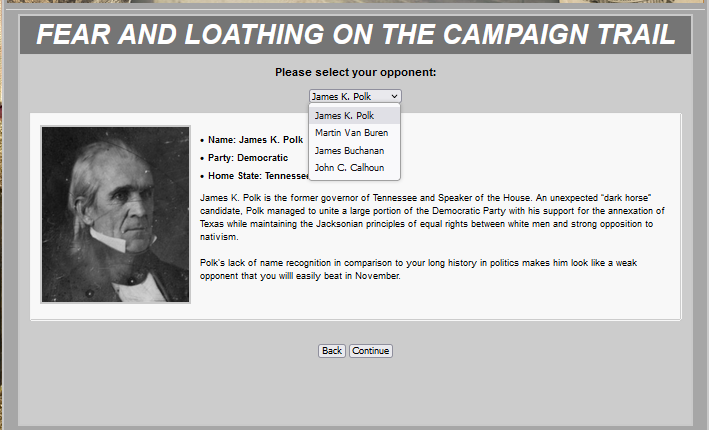 FEAR AND LOATHING ON THE CAMPAIGN TRAIL
Please select your opponent:
James K. Polk
James K. Polk
Martin Van Buren
James Buchanan
John C. Calhoun
• Name: James K. Polk
• Party: Democratic
• Home State: Tennessee
James K. Polk is the former governor of Tennessee and Speaker of the House. An unexpected "dark horse"
candidate, Polk managed to unite a large portion of the Democratic Party with his support for the annexation of
Texas while maintaining the Jacksonian principles of equal rights between white men and strong opposition to
nativism.
Polk's lack of name recognition in comparison to your long history in politics makes him look like a weak
opponent that you willl easily beat in November.
Back Continue